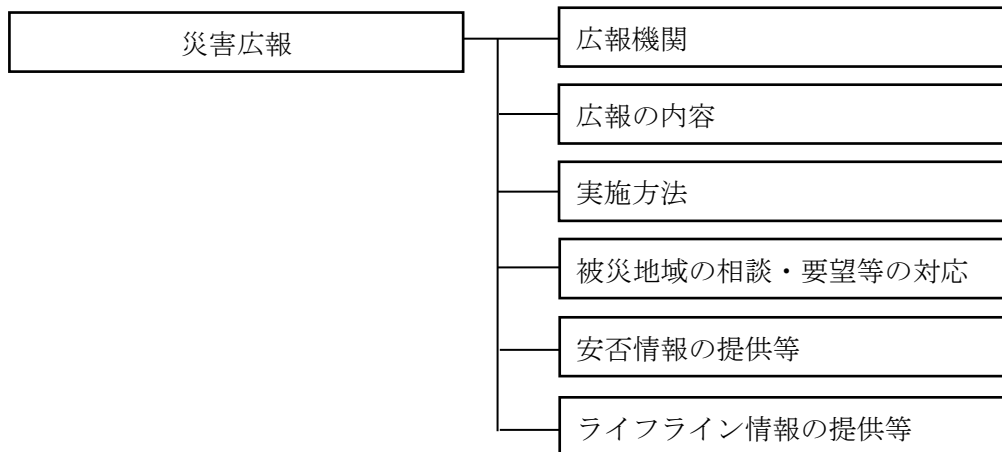 災害広報
広報機関
広報の内容
実施方法
被災地域の相談・要望等の対応
安否情報の提供等
ライフライン情報の提供等